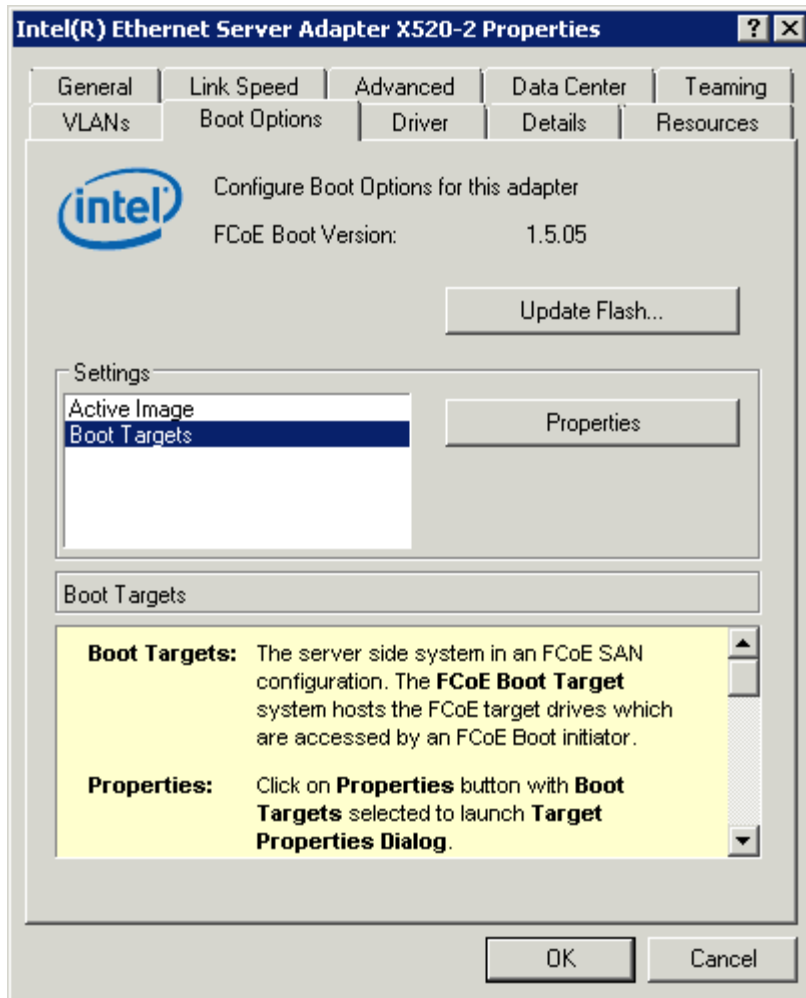 Intel(R) Ethernet Server Adapter X520-2 Properties
General Link Speed Advanced Data Center Teaming
VLANs Boot Options Driver Details Resources
intel
Configure Boot Options for this adapter
FCoE Boot Version: 1.5.05
Update Flash...
Settings
Active Image
Boot Targets
Properties
Boot Targets
Boot Targets: The server side system in an FCoE SAN
configuration. The FCoE Boot Target
system hosts the FCoE target drives which
are accessed by an FCoE Boot initiator.
Properties: Click on Properties button with Boot
Targets selected to launch Target
Properties Dialog.
OK Cancel